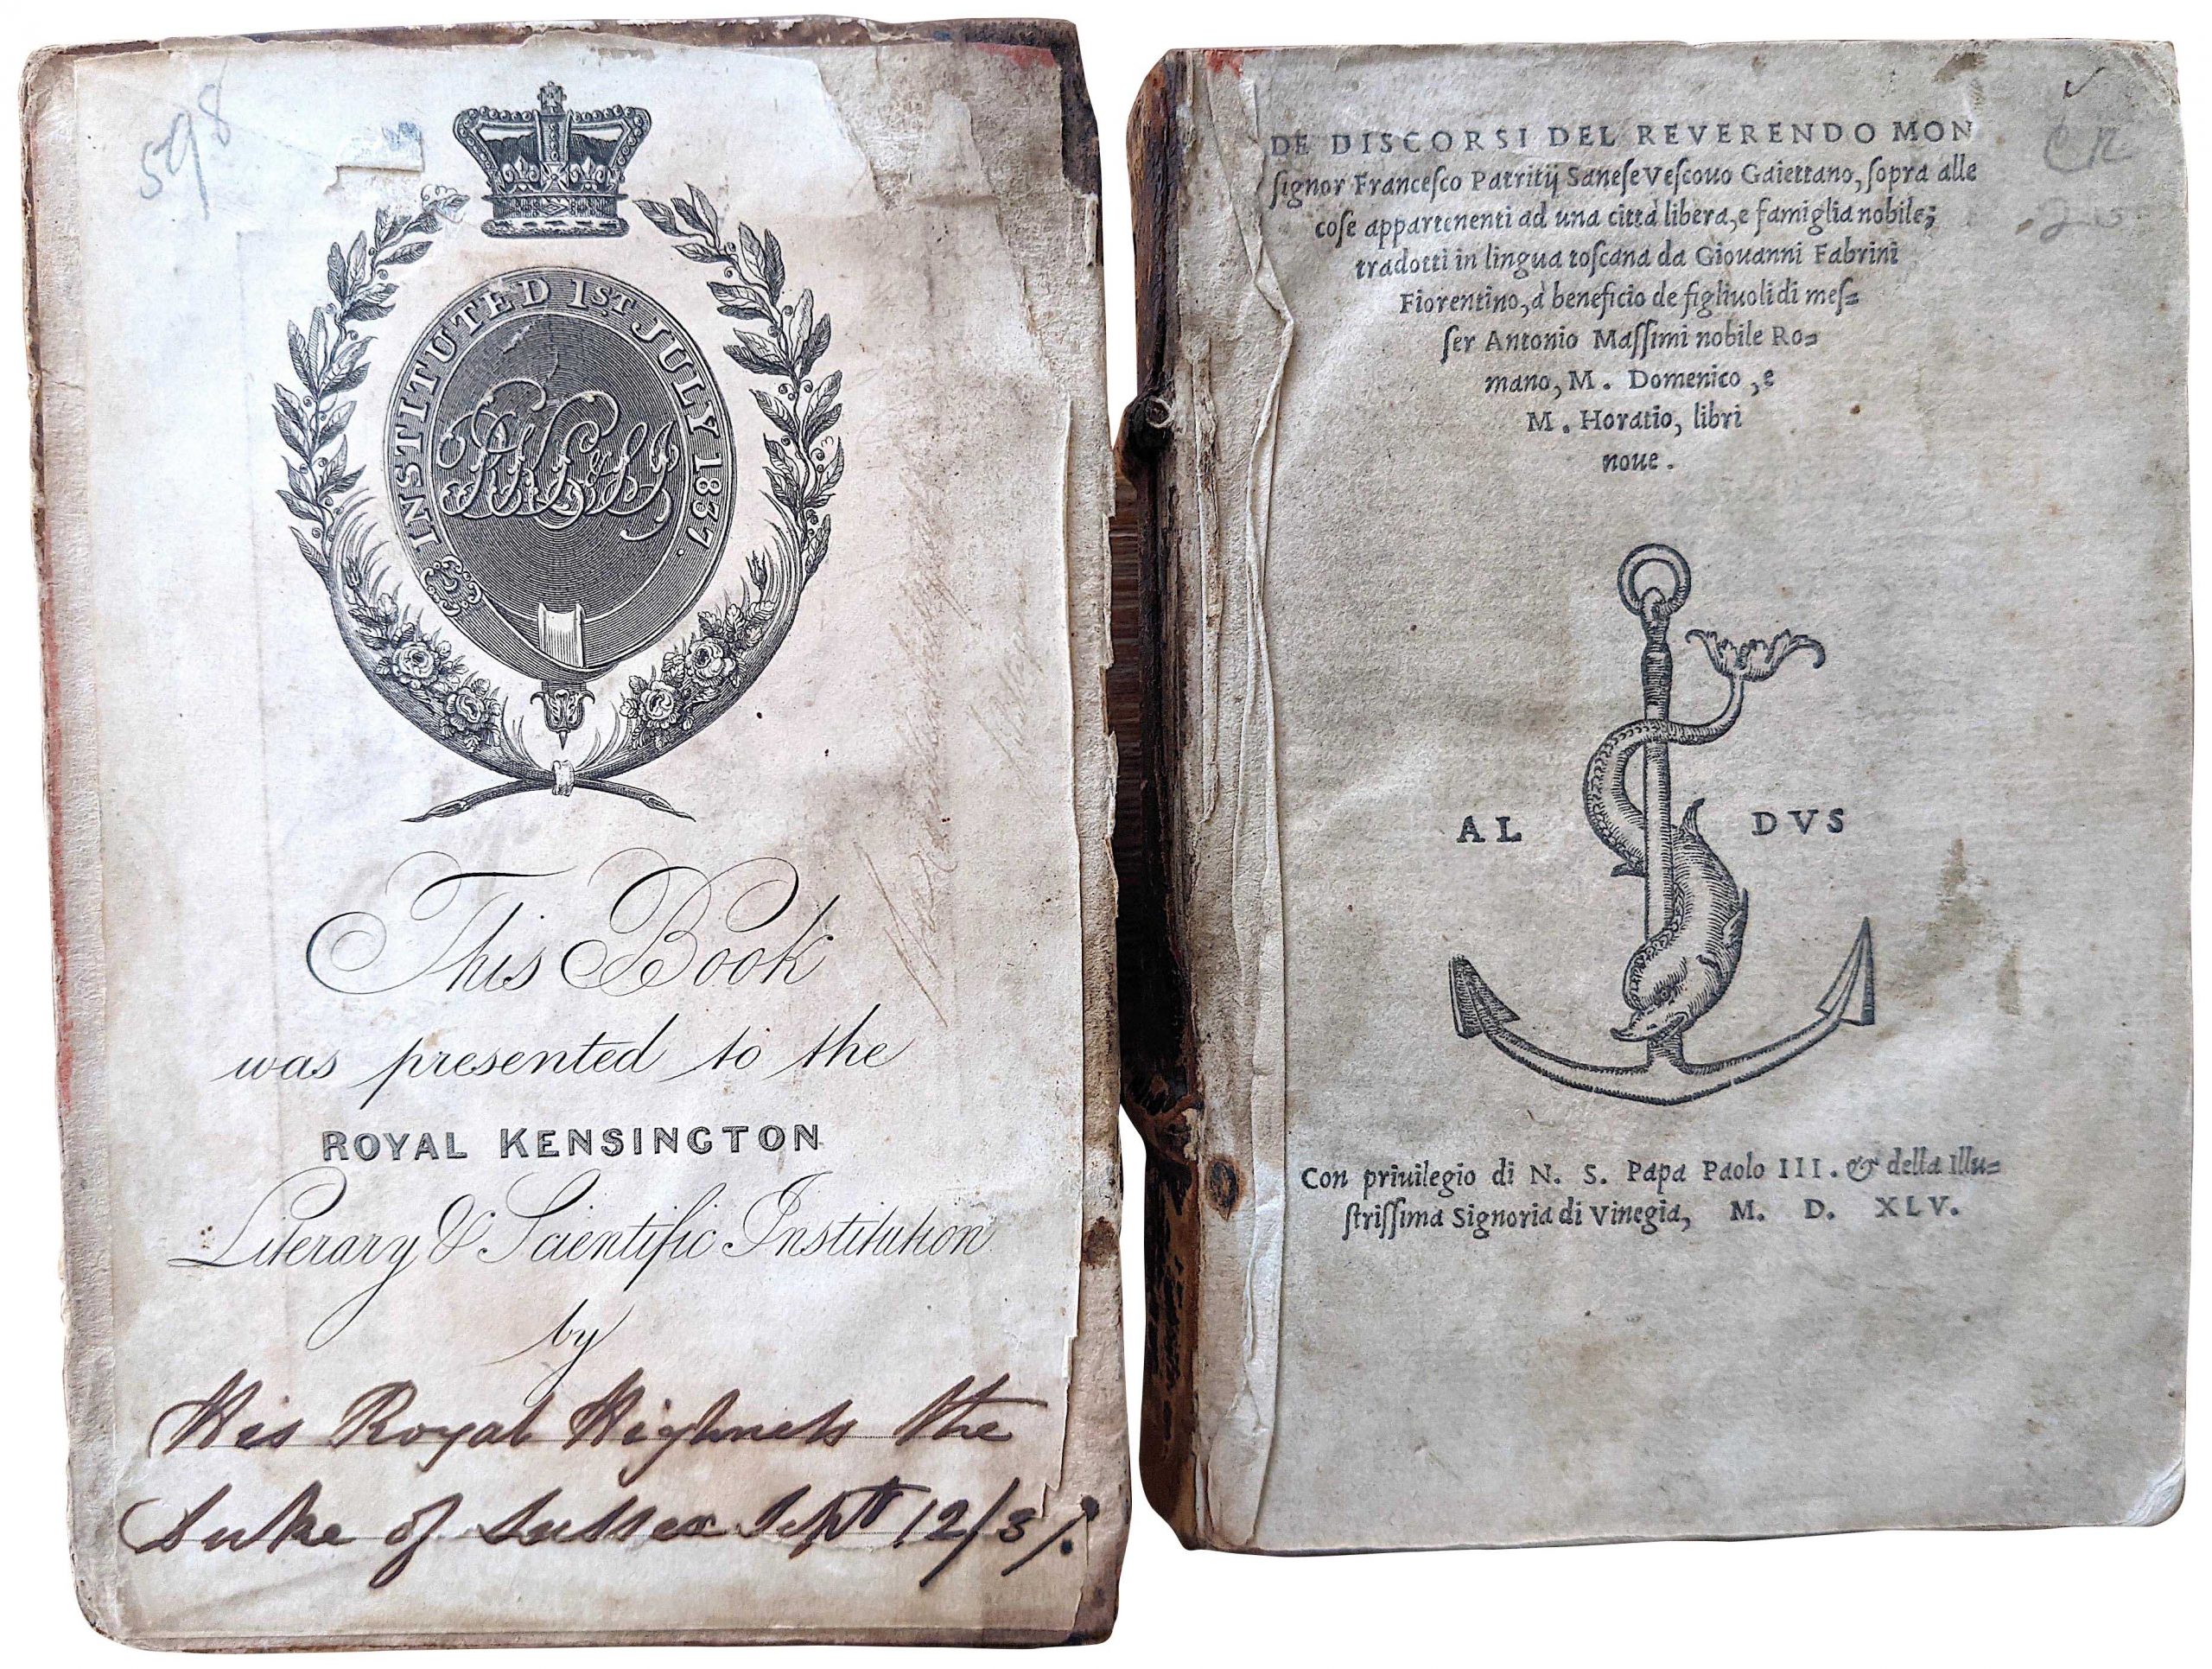 598
INSTITUTED 1ST. JULY 1837.
This Book
was presented to the
ROYAL KENSINGTON
Literary & Scientific Institution
by
His Royal Highness the
Duke of Sussex Sept 12/37.
DE DISCORSI DEL REVERENDO MON
ſignor Franceſco Patritij Saneſe Veſcouo Gaiettano, ſopra alle
coſe appartenenti ad una città libera, e famiglia nobile;
tradotti in lingua toſcana da Giouanni Fabrini
Fiorentino, à beneficio de figliuoli di meſ=
ſer Antonio Maſſimi nobile Ro=
mano, M. Domenico, e
M. Horatio, libri
noue.
AL DVS
Con priuilegio di N. S. Papa Paolo III. & della Illu=
ſtriſſima Signoria di Vinegia, M. D. XLV.